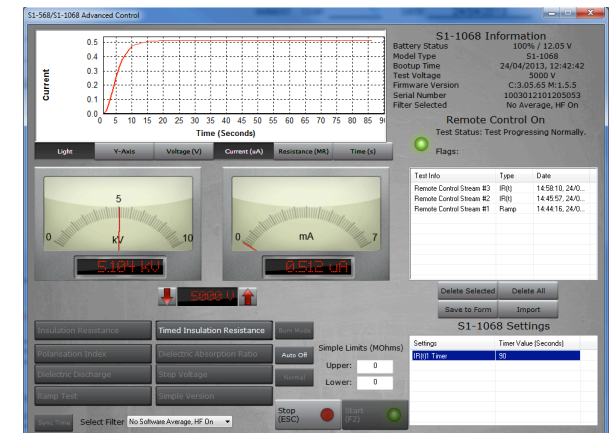 S1-568/S1-1068 Advanced Control
Current
0.5
0.4
0.3
0.2
0.1
0.0
0 5 10 15 20 25 30 35 40 45 50 55 60 65 70 75 80 85 9
Time (Seconds)
Light Y-Axis Voltage (V) Current (uA) Resistance (MR) Time (s)
0 5 10
kV
0 mA 7
5.104 kV
0.512 uA
5000 V
Insulation Resistance Timed Insulation Resistance Burn Mode
Polarisation Index Dielectric Absorption Ratio Auto Off
Dielectric Discharge Step Voltage Normal
Ramp Test Simple Version
Simple Limits (MOhms)
Upper: 0
Lower: 0
Sync Time Select Filter No Software Average, HF On
Stop (ESC)
Start (F2)
S1-1068 Information
Battery Status 100% / 12.05 V
Model Type S1-1068
Bootup Time 24/04/2013, 12:42:42
Test Voltage 5000 V
Firmware Version C:3.05.65 M:1.5.5
Serial Number 1003012101205053
Filter Selected No Average, HF On
Remote Control On
Test Status: Test Progressing Normally.
Flags:
Test Info Type Date
Remote Control Stream #3 IR(t) 14:58:10, 24/0...
Remote Control Stream #2 IR(t) 14:45:57, 24/0...
Remote Control Stream #1 Ramp 14:44:16, 24/0...
Delete Selected Delete All
Save to Form Import
S1-1068 Settings
Settings Timer Value (Seconds)
IR(t)1 Timer 90